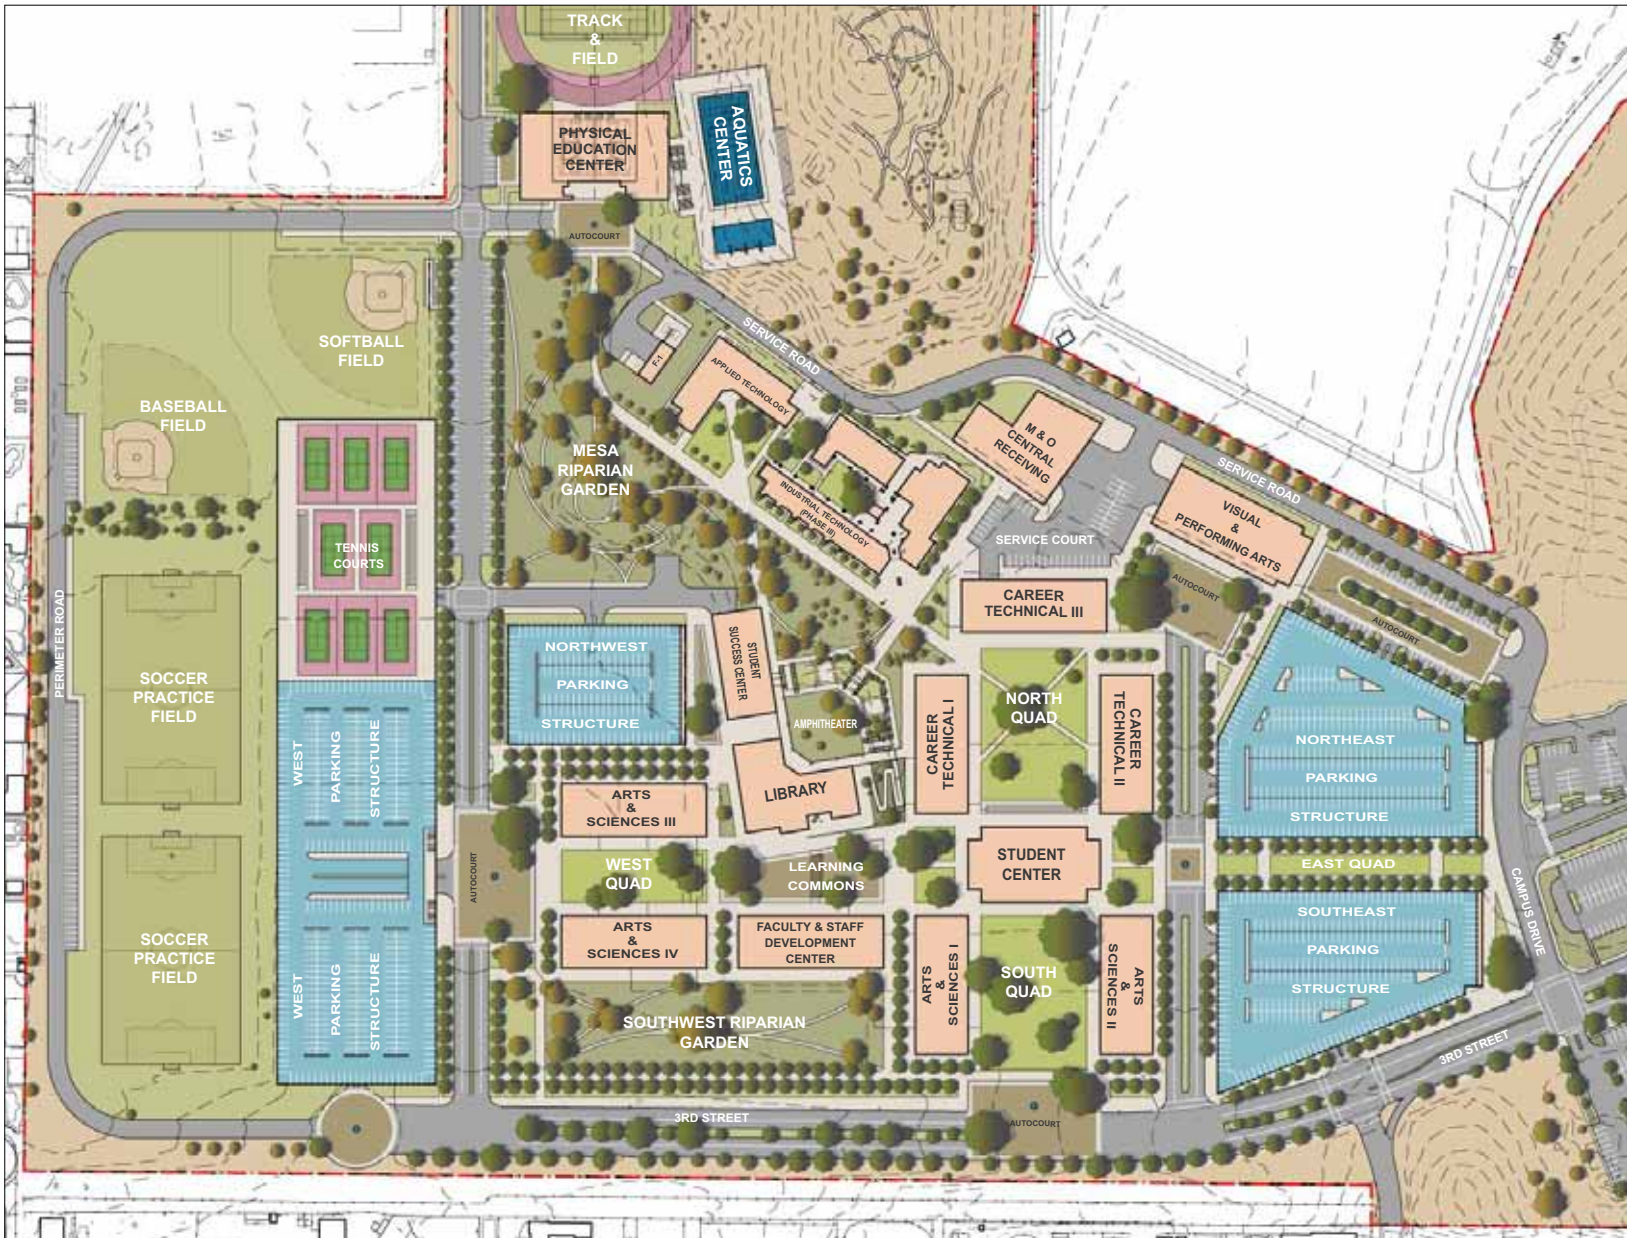 TRACK
&
FIELD
PHYSICAL
EDUCATION
CENTER
AQUATICS
CENTER
AUTOCOURT
SERVICE ROAD
SOFTBALL
FIELD
F-1
APPLIED TECHNOLOGY
BASEBALL
FIELD
MESA
RIPARIAN
GARDEN
M & O
CENTRAL
RECEIVING
SERVICE ROAD
INDUSTRIAL TECHNOLOGY
(PHASE III)
VISUAL
&
PERFORMING ARTS
SERVICE COURT
TENNIS
COURTS
AUTOCOURT
CAREER
TECHNICAL III
AUTOCOURT
PERIMETER ROAD
STUDENT
SUCCESS CENTER
NORTHWEST
PARKING
STRUCTURE
SOCCER
PRACTICE
FIELD
NORTH
QUAD
CAREER
TECHNICAL I
CAREER
TECHNICAL II
AMPHITHEATER
WEST
PARKING
STRUCTURE
NORTHEAST
PARKING
STRUCTURE
LIBRARY
ARTS
&
SCIENCES III
STUDENT
CENTER
WEST
QUAD
LEARNING
COMMONS
EAST QUAD
AUTOCOURT
CAMPUS DRIVE
SOCCER
PRACTICE
FIELD
ARTS
&
SCIENCES IV
FACULTY & STAFF
DEVELOPMENT
CENTER
SOUTHEAST
PARKING
STRUCTURE
WEST
PARKING
STRUCTURE
ARTS
&
SCIENCES I
SOUTH
QUAD
ARTS
&
SCIENCES II
SOUTHWEST RIPARIAN
GARDEN
3RD STREET
3RD STREET
AUTOCOURT